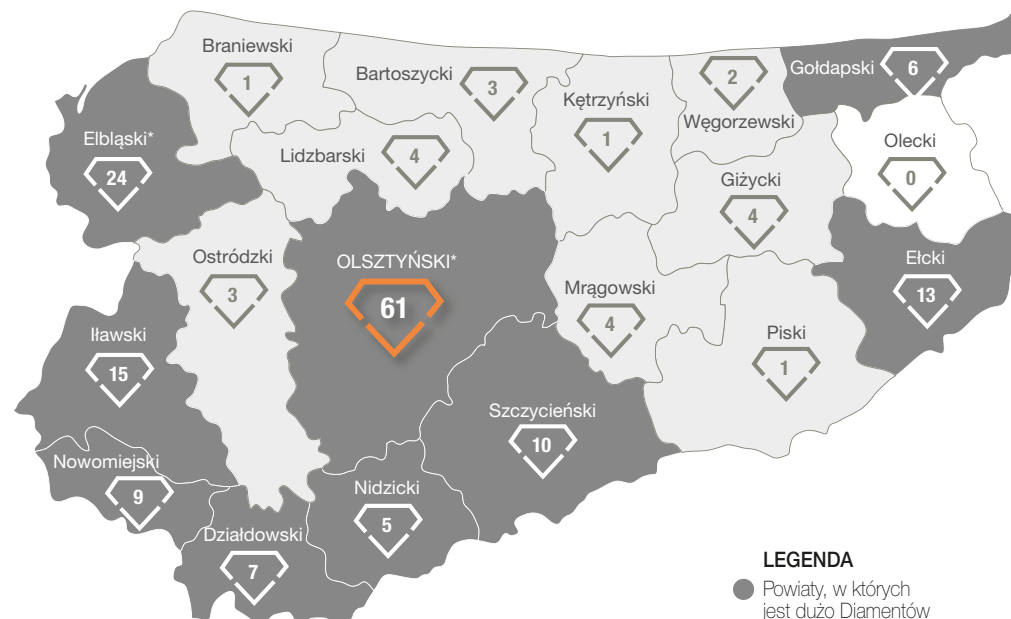 Braniewski
1
Bartoszycki
3
Kętrzyński
1
2
Węgorzewski
Gołdapski
6
Elbląski*
24
Lidzbarski
4
Olecki
0
Giżycki
4
Ostródzki
3
OLSZTYŃSKI*
61
Mrągowski
4
Ełcki
13
Iławski
15
Piski
1
Szczycieński
10
Nowomiejski
9
Nidzicki
5
Działdowski
7
LEGENDA
Powiaty, w których
jest dużo Diamentów